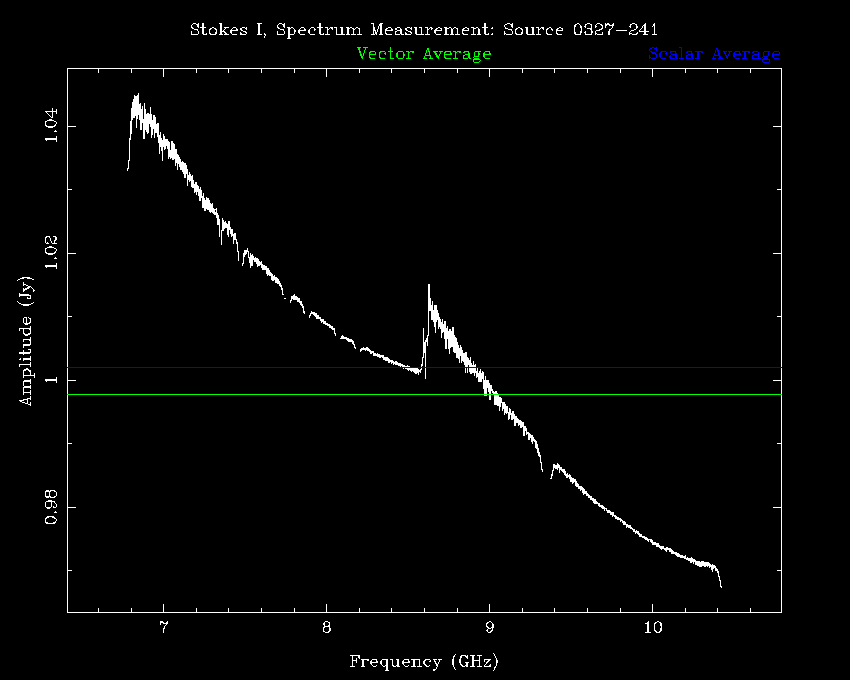 Stokes I, Spectrum Measurement: Source 0327−241
Vector Average Scalar Average
1.04
1.02
1
0.98
Amplitude (Jy)
7 8 9 10
Frequency (GHz)